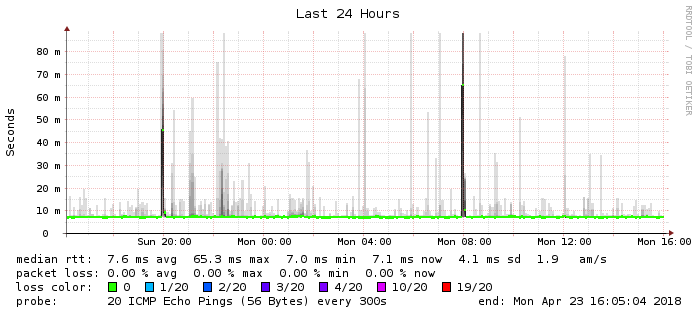 Last 24 Hours
RRDTOOL / TOBI OETIKER
Seconds
80 m
70 m
60 m
50 m
40 m
30 m
20 m
10 m
0
Sun 20:00 Mon 00:00 Mon 04:00 Mon 08:00 Mon 12:00 Mon 16:00
median rtt: 7.6 ms avg 65.3 ms max 7.0 ms min 7.1 ms now 4.1 ms sd 1.9 am/s
packet loss: 0.00 % avg 0.00 % max 0.00 % min 0.00 % now
loss color: 0 1/20 2/20 3/20 4/20 10/20 19/20
probe: 20 ICMP Echo Pings (56 Bytes) every 300s end: Mon Apr 23 16:05:04 2018